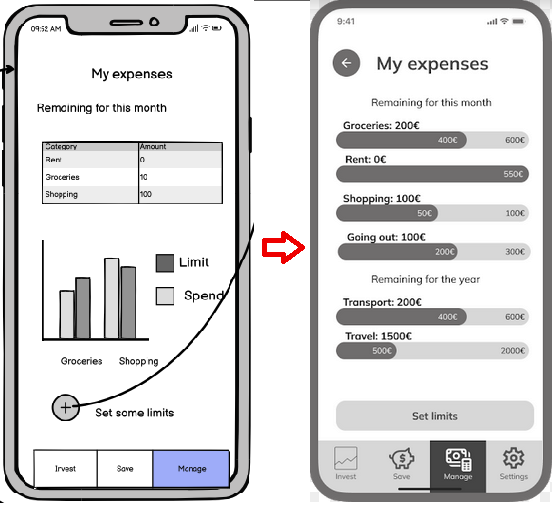 09:52 AM
My expenses
Remaining for this month
Category Amount
Rent 0
Groceries 10
Shopping 100
Limit
Spend
Groceries Shopping
Set some limits
Invest Save Manage
9:41
My expenses
Remaining for this month
Groceries: 200€
400€ 600€
Rent: 0€
550€
Shopping: 100€
50€ 100€
Going out: 100€
200€ 300€
Remaining for the year
Transport: 200€
400€ 600€
Travel: 1500€
500€ 2000€
Set limits
Invest Save Manage Settings